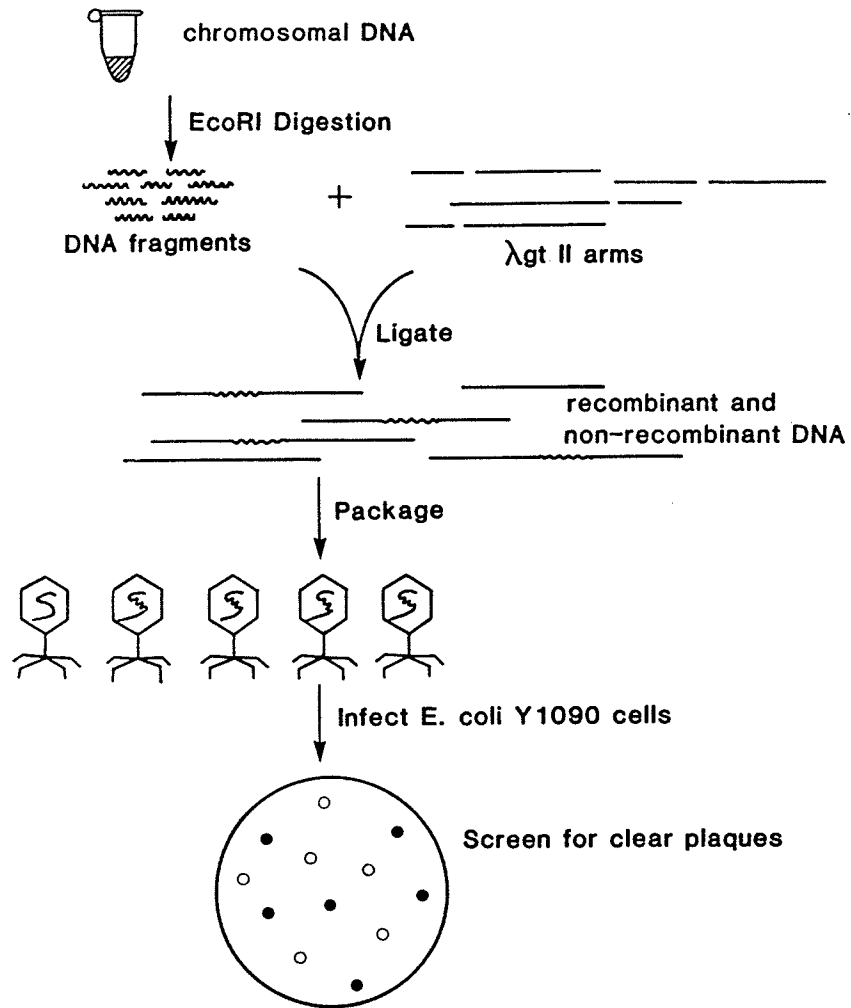 chromosomal DNA
EcoRI Digestion
+
DNA fragments
λgt II arms
Ligate
recombinant and
non-recombinant DNA
Package
Infect E. coli Y1090 cells
Screen for clear plaques